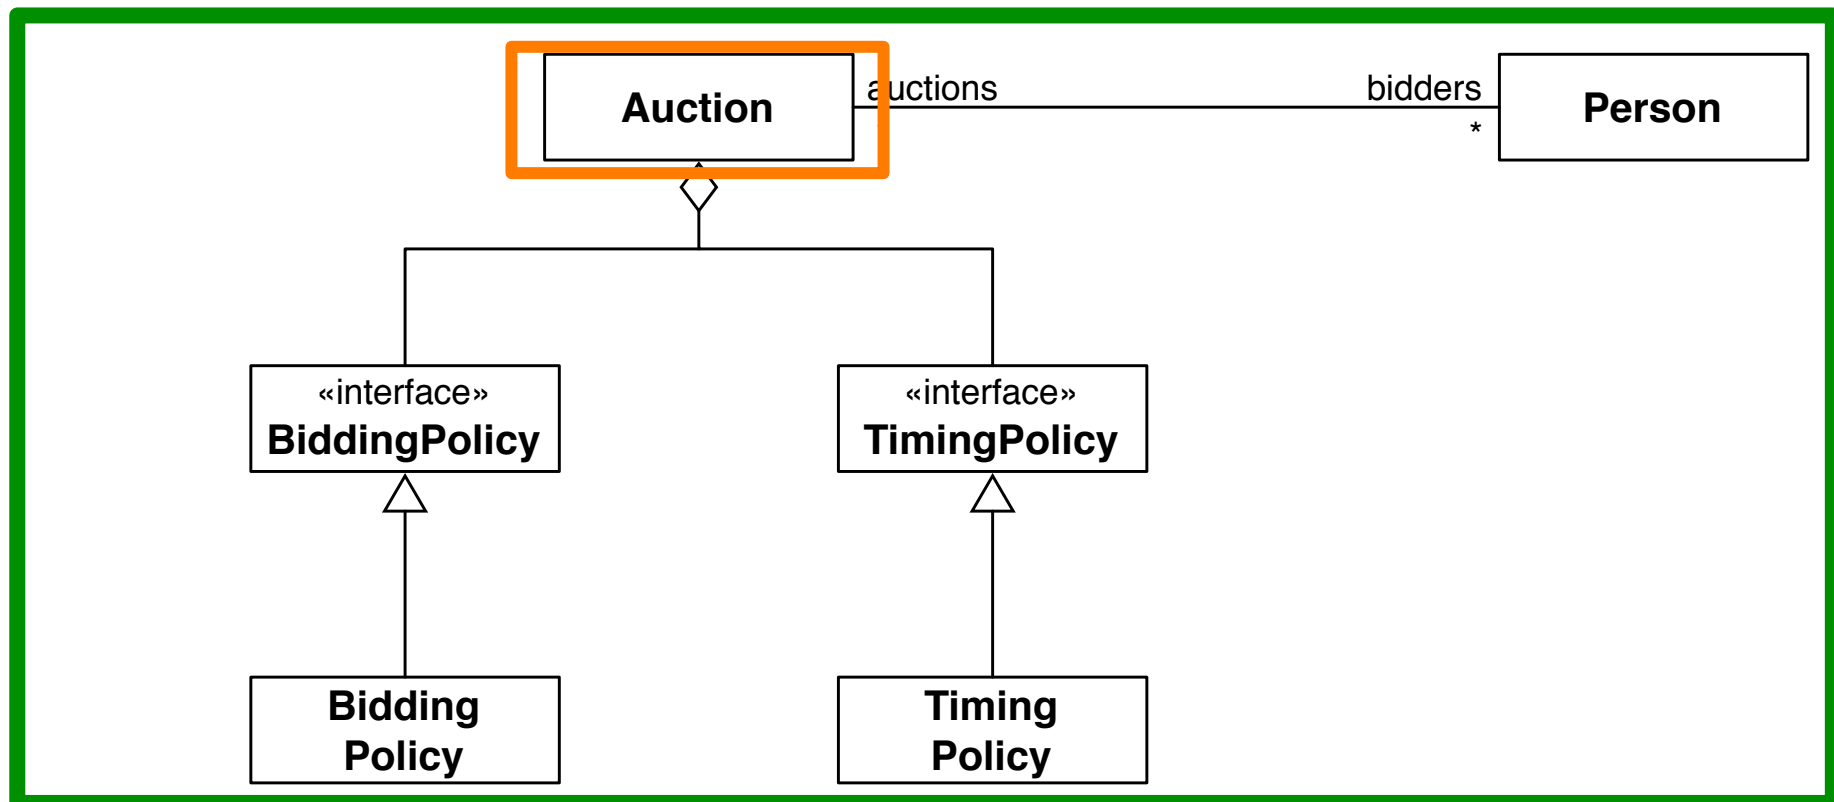 Auction
auctions
bidders
*
Person
«interface»
BiddingPolicy
«interface»
TimingPolicy
Bidding
Policy
Timing
Policy